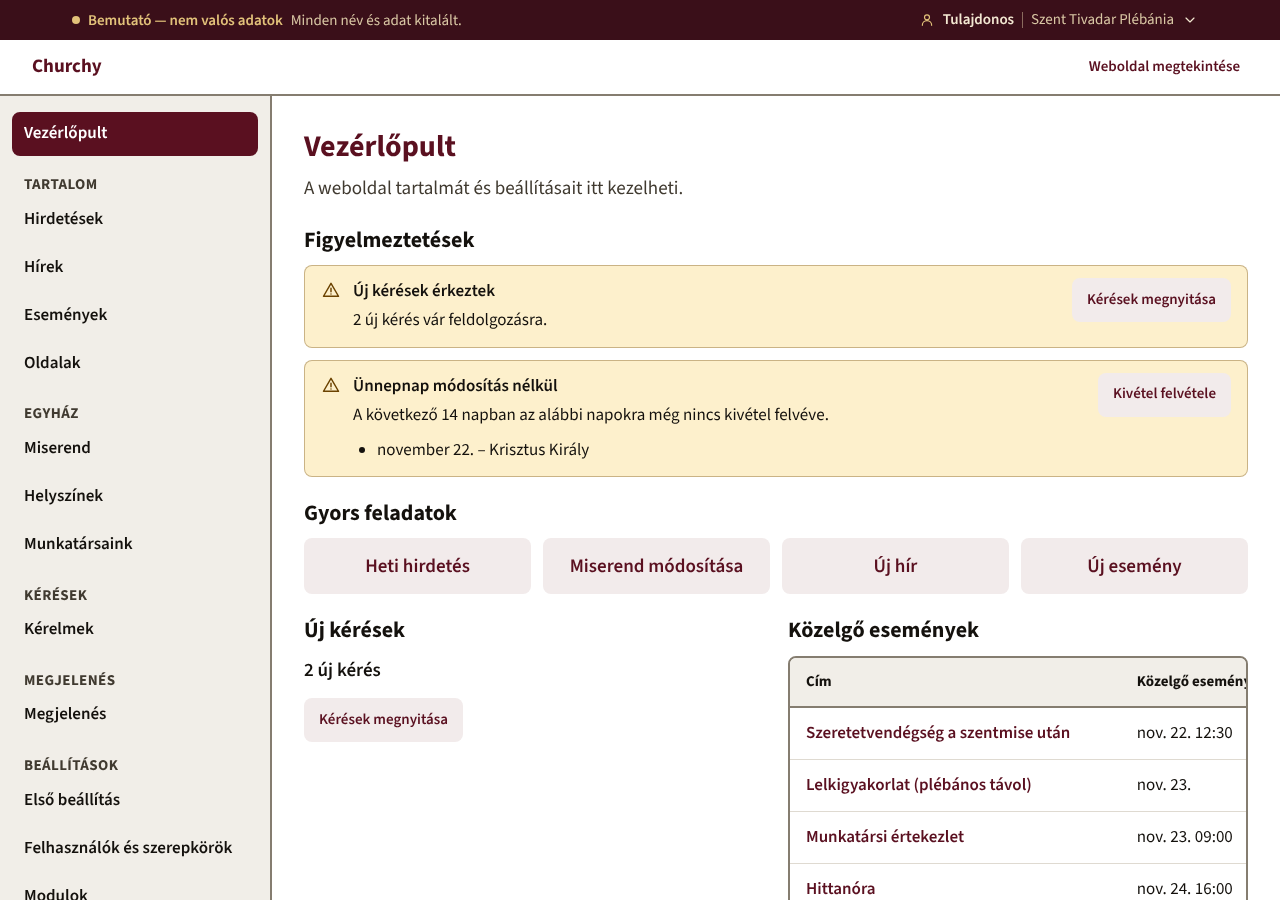 Bemutató — nem valós adatok Minden név és adat kitalált.
Tulajdonos Szent Tivadar Plébánia
Churchy
Weboldal megtekintése
Vezérlőpult
TARTALOM
Hirdetések
Hírek
Események
Oldalak
EGYHÁZ
Miserend
Helyszínek
Munkatársaink
KÉRÉSEK
Kérelmek
MEGJELENÉS
Megjelenés
BEÁLLÍTÁSOK
Első beállítás
Felhasználók és szerepkörök
Modulok
Vezérlőpult
A weboldal tartalmát és beállításait itt kezelheti.
Figyelmeztetések
Új kérések érkeztek
2 új kérés vár feldolgozásra.
Kérések megnyitása
Ünnepnap módosítás nélkül
A következő 14 napban az alábbi napokra még nincs kivétel felvéve.
november 22. – Krisztus Király
Kivétel felvétele
Gyors feladatok
Heti hirdetés
Miserend módosítása
Új hír
Új esemény
Új kérések
2 új kérés
Kérések megnyitása
Közelgő események
Cím Közelgő esemény
Szeretetvendégség a szentmise után nov. 22. 12:30
Lelkigyakorlat (plébános távol) nov. 23.
Munkatársi értekezlet nov. 23. 09:00
Hittanóra nov. 24. 16:00